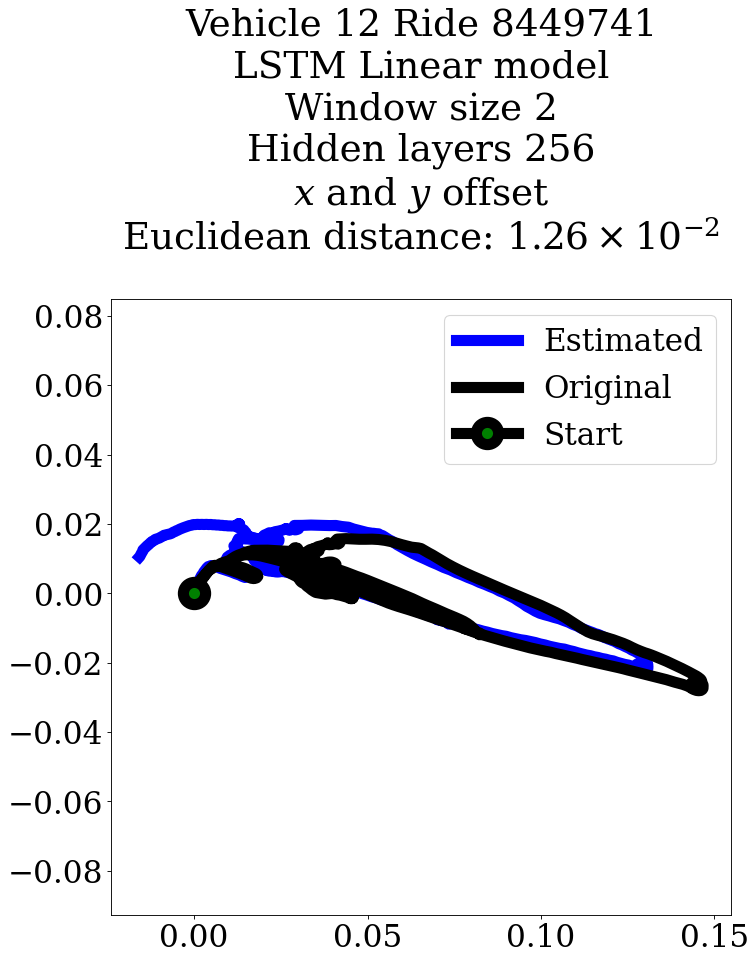 Vehicle 12 Ride 8449741
LSTM Linear model
Window size 2
Hidden layers 256
x and y offset
Euclidean distance: 1.26 × 10⁻²
0.08
0.06
0.04
0.02
0.00
−0.02
−0.04
−0.06
−0.08
Estimated
Original
Start
0.00 0.05 0.10 0.15